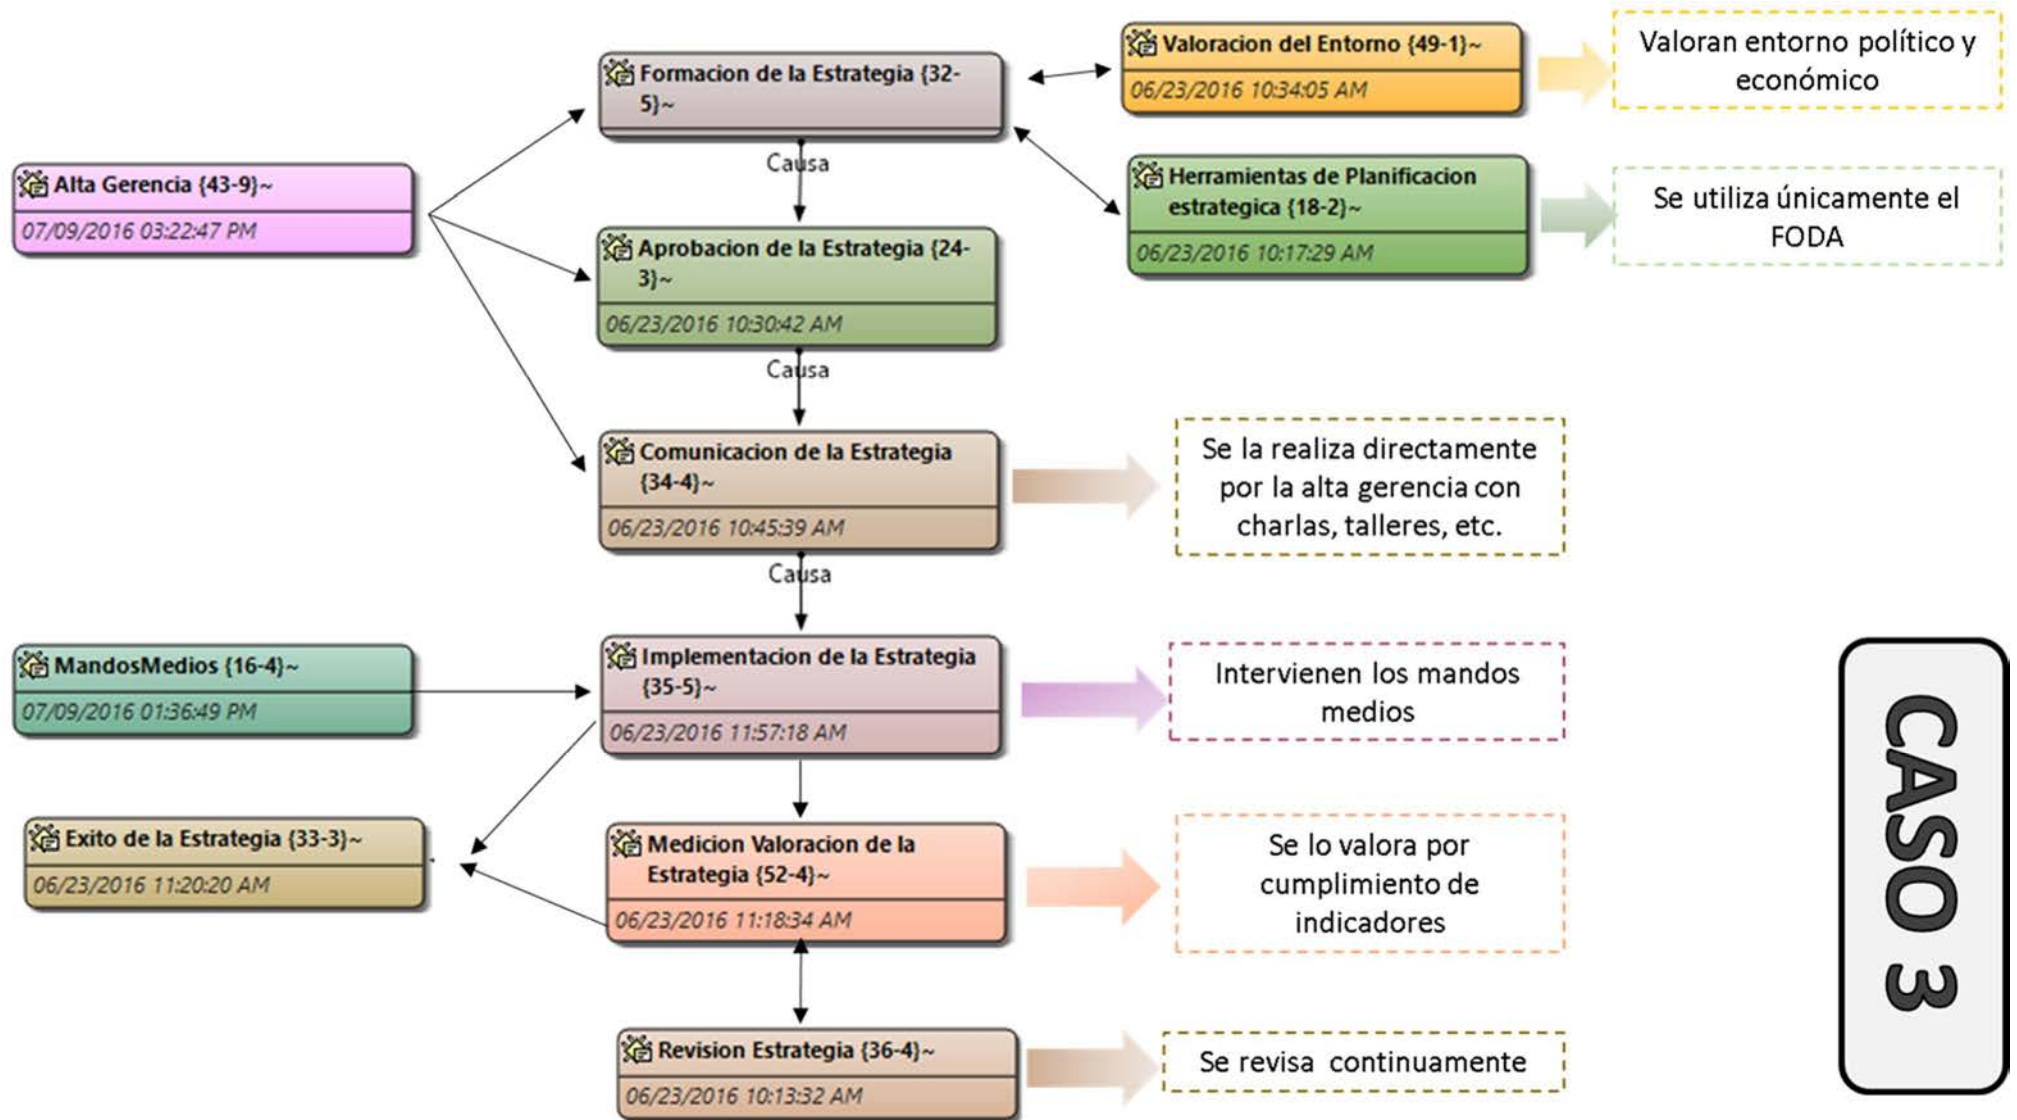 Formacion de la Estrategia {32-
5}~
Valoracion del Entorno {49-1}~
06/23/2016 10:34:05 AM
Valoran entorno político y
económico
Causa
Alta Gerencia {43-9}~
07/09/2016 03:22:47 PM
Herramientas de Planificacion
estrategica {18-2}~
06/23/2016 10:17:29 AM
Se utiliza únicamente el
FODA
Aprobacion de la Estrategia {24-
3}~
06/23/2016 10:30:42 AM
Causa
Comunicacion de la Estrategia
{34-4}~
06/23/2016 10:45:39 AM
Se la realiza directamente
por la alta gerencia con
charlas, talleres, etc.
Causa
MandosMedios {16-4}~
07/09/2016 01:36:49 PM
Implementacion de la Estrategia
{35-5}~
06/23/2016 11:57:18 AM
Intervienen los mandos
medios
Exito de la Estrategia {33-3}~
06/23/2016 11:20:20 AM
Medicion Valoracion de la
Estrategia {52-4}~
06/23/2016 11:18:34 AM
Se lo valora por
cumplimiento de
indicadores
Revision Estrategia {36-4}~
06/23/2016 10:13:32 AM
Se revisa continuamente
CASO 3